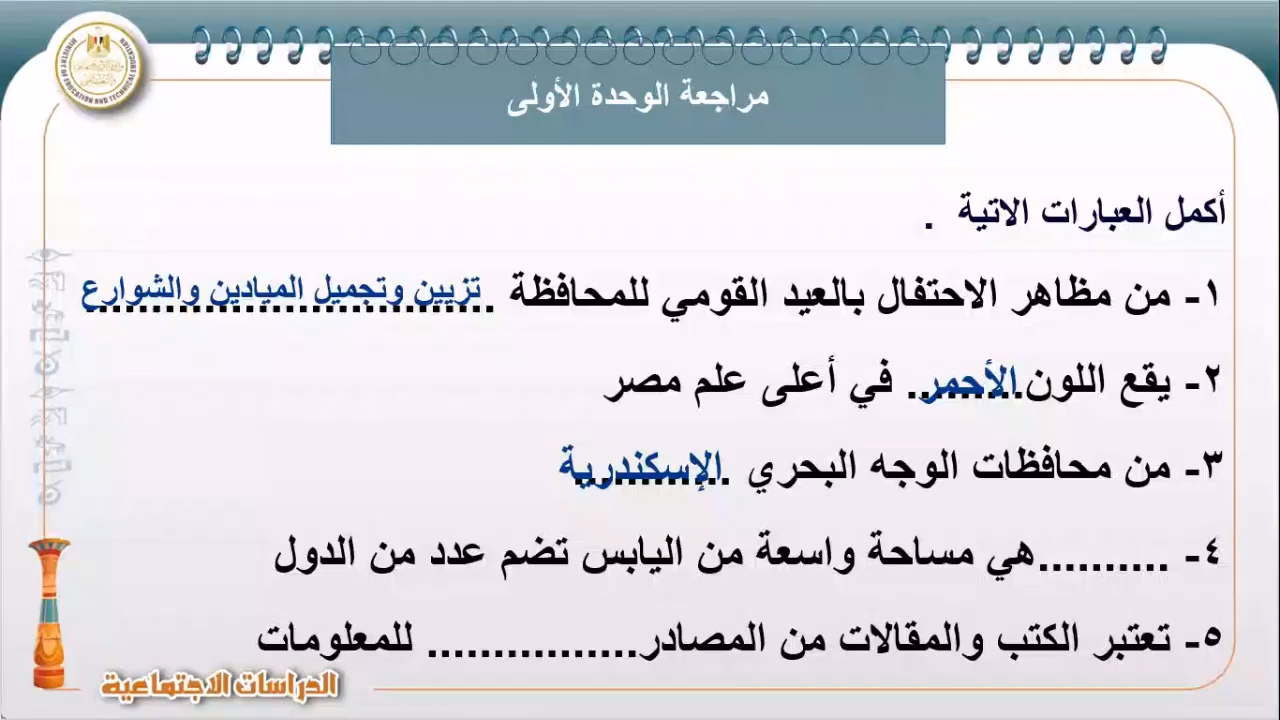 مراجعة الوحدة الأولى
أكمل العبارات الاتية .
١- من مظاهر الاحتفال بالعيد القومي للمحافظة تزيين وتجميل الميادين والشوارع
٢- يقع اللون الأحمر في أعلى علم مصر
٣- من محافظات الوجه البحري الإسكندرية
٤- ..........هي مساحة واسعة من اليابس تضم عدد من الدول
٥- تعتبر الكتب والمقالات من المصادر................ للمعلومات
الدراسات الاجتماعية